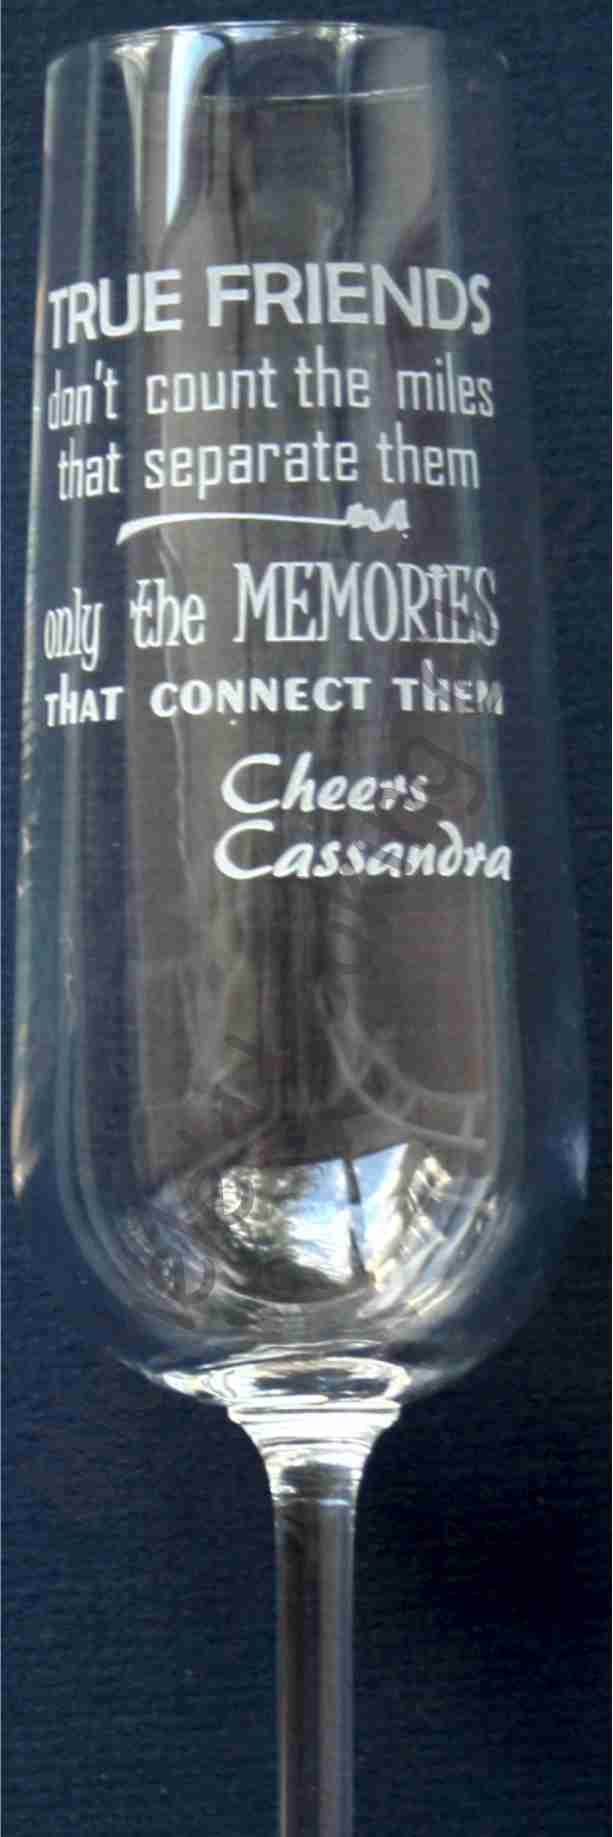 TRUE FRIENDS
don't count the miles
that separate them
only the MEMORIES
THAT CONNECT THEM
Cheers
Cassandra